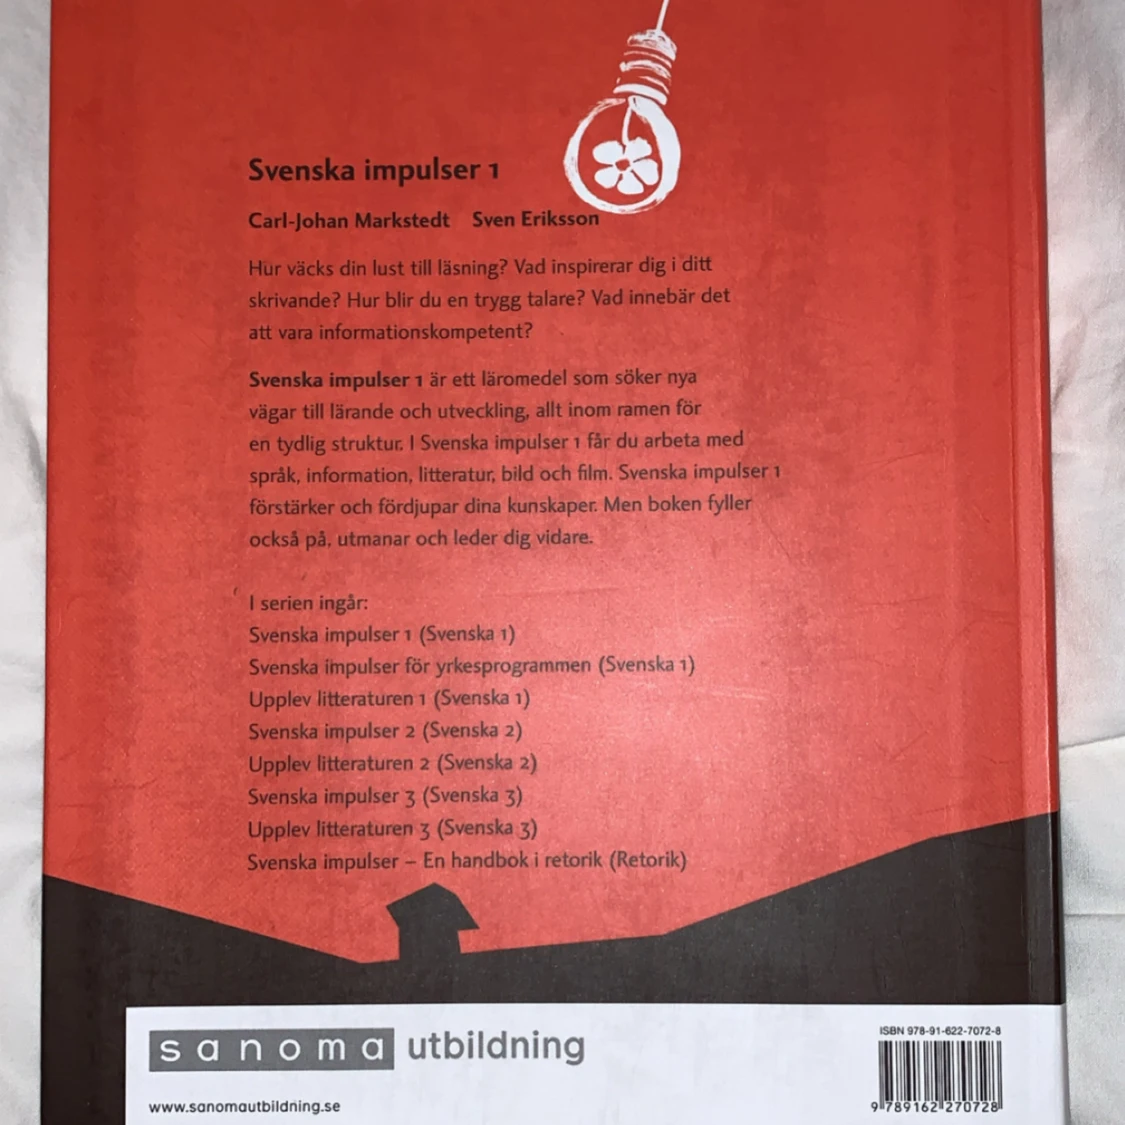 Svenska impulser 1
Carl-Johan Markstedt Sven Eriksson
Hur väcks din lust till läsning? Vad inspirerar dig i ditt
skrivande? Hur blir du en trygg talare? Vad innebär det
att vara informationskompetent?
Svenska impulser 1 är ett läromedel som söker nya
vägar till lärande och utveckling, allt inom ramen för
en tydlig struktur. I Svenska impulser 1 får du arbeta med
språk, information, litteratur, bild och film. Svenska impulser 1
förstärker och fördjupar dina kunskaper. Men boken fyller
också på, utmanar och leder dig vidare.
I serien ingår:
Svenska impulser 1 (Svenska 1)
Svenska impulser för yrkesprogrammen (Svenska 1)
Upplev litteraturen 1 (Svenska 1)
Svenska impulser 2 (Svenska 2)
Upplev litteraturen 2 (Svenska 2)
Svenska impulser 3 (Svenska 3)
Upplev litteraturen 3 (Svenska 3)
Svenska impulser – En handbok i retorik (Retorik)
sanoma utbildning
www.sanomautbildning.se
ISBN 978-91-622-7072-8
9 789162 270728